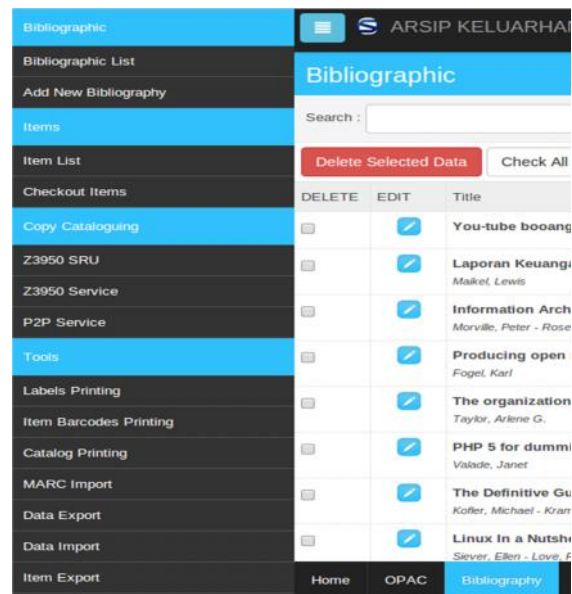 Bibliographic
Bibliographic List
Add New Bibliography
Items
Item List
Checkout Items
Copy Cataloguing
Z3950 SRU
Z3950 Service
P2P Service
Tools
Labels Printing
Item Barcodes Printing
Catalog Printing
MARC Import
Data Export
Data Import
Item Export
ARSIP KELUARHA
Bibliographic
Search :
Delete Selected Data Check All
DELETE EDIT Title
You-tube booang
Laporan Keuanga
Maikel, Lewis
Information Arch
Morville, Peter - Rose
Producing open
Fogel, Karl
The organization
Taylor, Arlene G.
PHP 5 for dummi
Valade, Janet
The Definitive Gu
Kofler, Michael - Kram
Linux In a Nutshe
Siever, Ellen - Love,
Home OPAC Bibliography